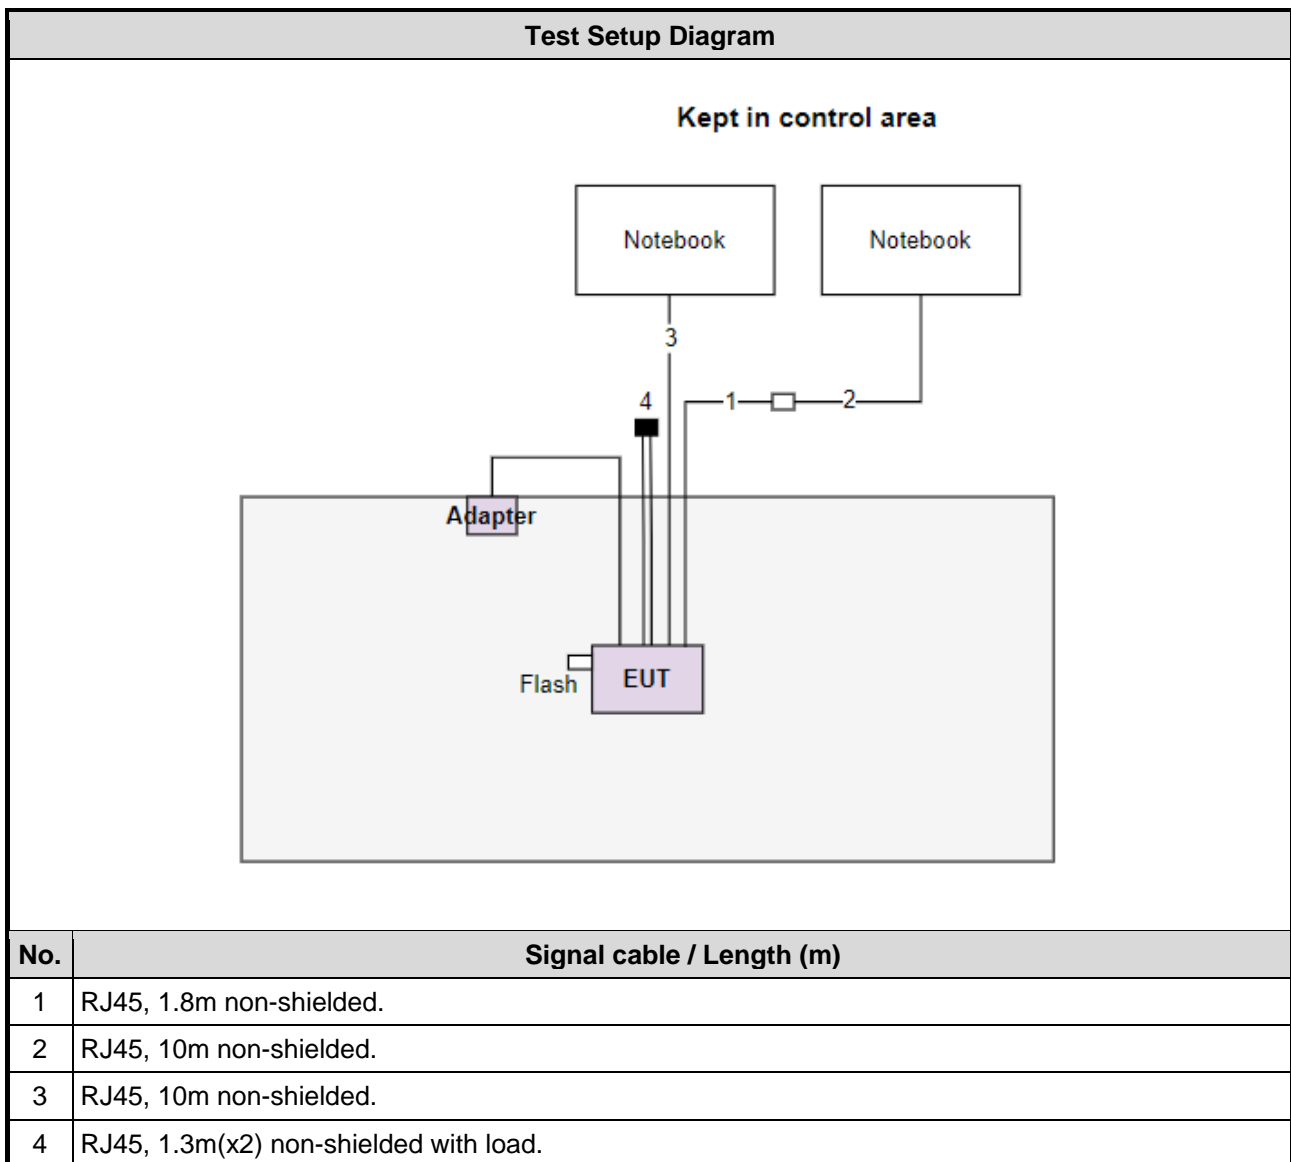 Test Setup Diagram
Kept in control area
Notebook
Notebook
3
4
1
2
Adapter
Flash
EUT
No. Signal cable / Length (m)
1 RJ45, 1.8m non-shielded.
2 RJ45, 10m non-shielded.
3 RJ45, 10m non-shielded.
4 RJ45, 1.3m(x2) non-shielded with load.